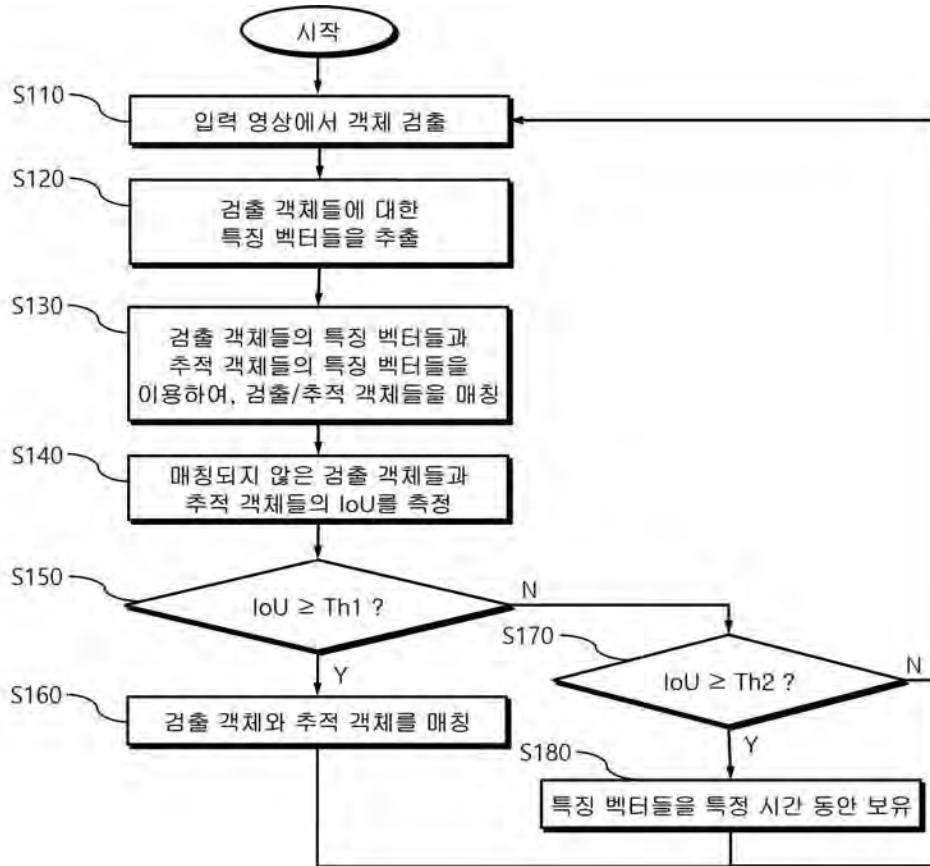 시작
S110
입력 영상에서 객체 검출
S120
검출 객체들에 대한
특징 벡터들을 추출
S130
검출 객체들의 특징 벡터들과
추적 객체들의 특징 벡터들을
이용하여, 검출/추적 객체들을 매칭
S140
매칭되지 않은 검출 객체들과
추적 객체들의 IoU를 측정
S150
IoU ≥ Th1 ?
N
Y
S160
검출 객체와 추적 객체를 매칭
S170
IoU ≥ Th2 ?
N
Y
S180
특징 벡터들을 특정 시간 동안 보유